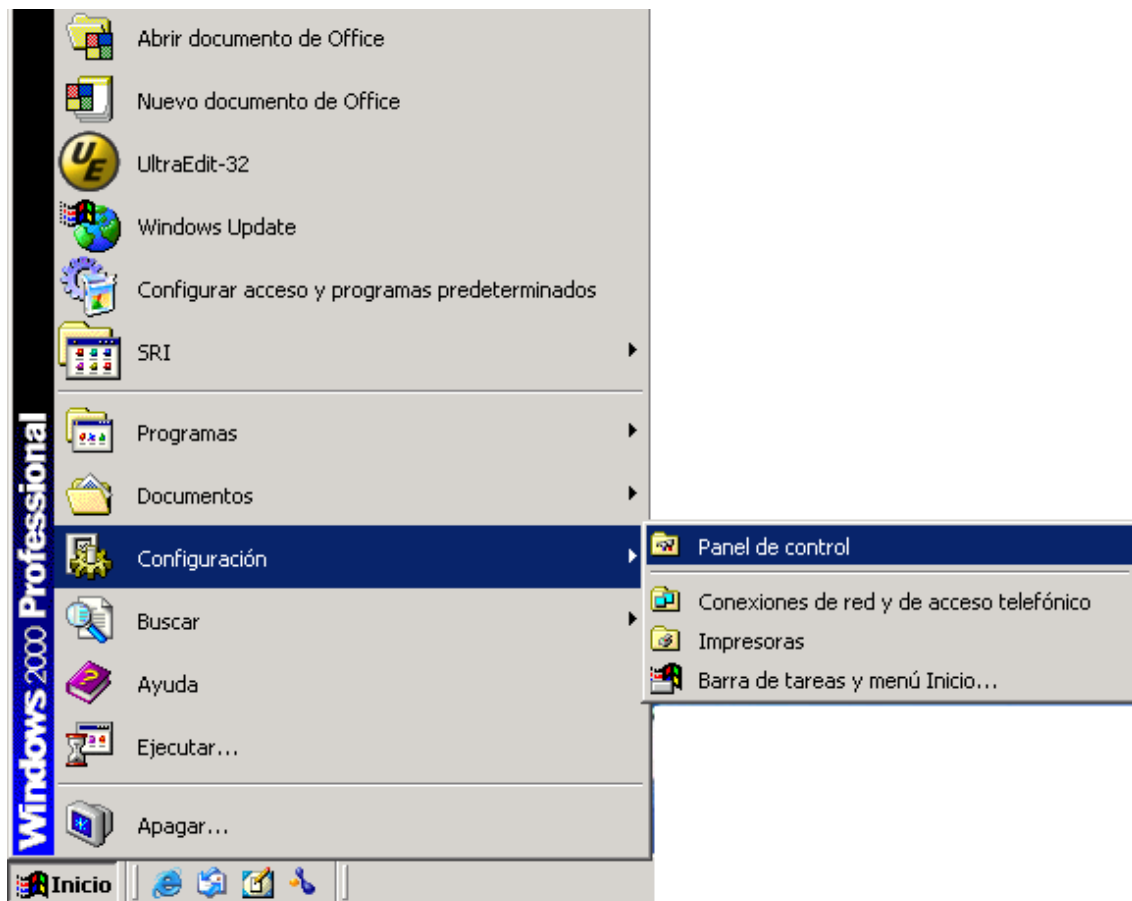 Abrir documento de Office
Nuevo documento de Office
UE
UltraEdit-32
Windows Update
Configurar acceso y programas predeterminados
SRI
Programas
Documentos
Configuración
Buscar
Ayuda
Ejecutar...
Apagar...
Panel de control
Conexiones de red y de acceso telefónico
Impresoras
Barra de tareas y menú Inicio...
Windows 2000 Professional
Inicio